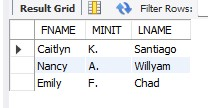 Result Grid Filter Rows:
FNAME MINIT LNAME
Caitlyn K. Santiago
Nancy A. Willyam
Emily F. Chad